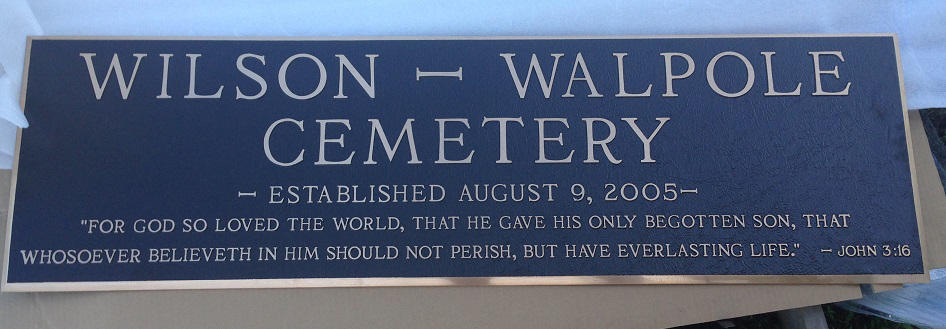 WILSON – WALPOLE
CEMETERY
– ESTABLISHED AUGUST 9, 2005–
"FOR GOD SO LOVED THE WORLD, THAT HE GAVE HIS ONLY BEGOTTEN SON, THAT
WHOSOEVER BELIEVETH IN HIM SHOULD NOT PERISH, BUT HAVE EVERLASTING LIFE." – JOHN 3:16